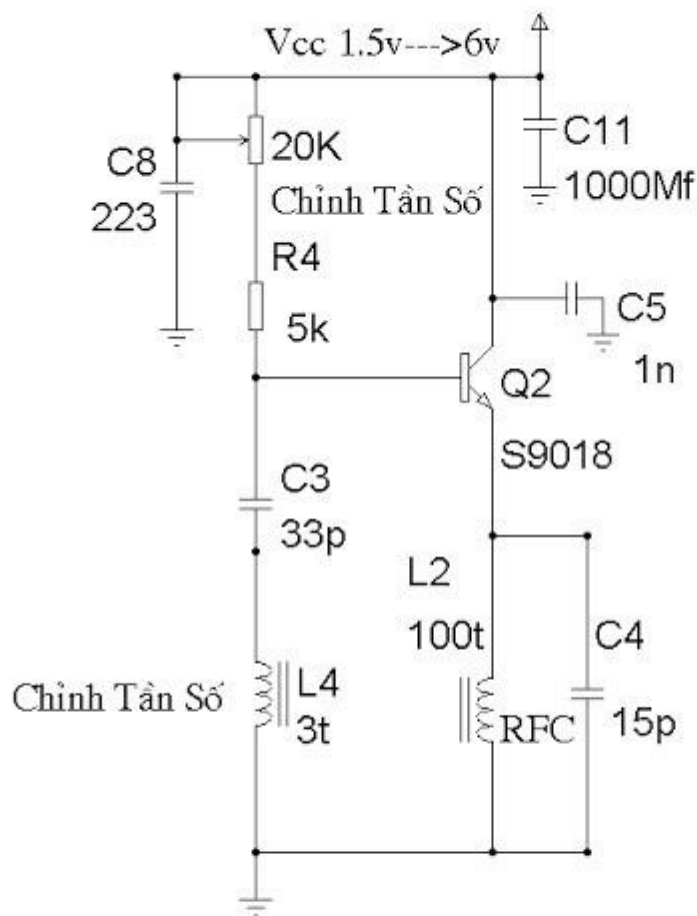 Vcc 1.5v--->6v
C8
223
20K
Chỉnh Tần Số
C11
1000Mf
R4
5k
C5
1n
Q2
S9018
C3
33p
L2
100t
C4
15p
Chỉnh Tần Số
L4
3t
RFC